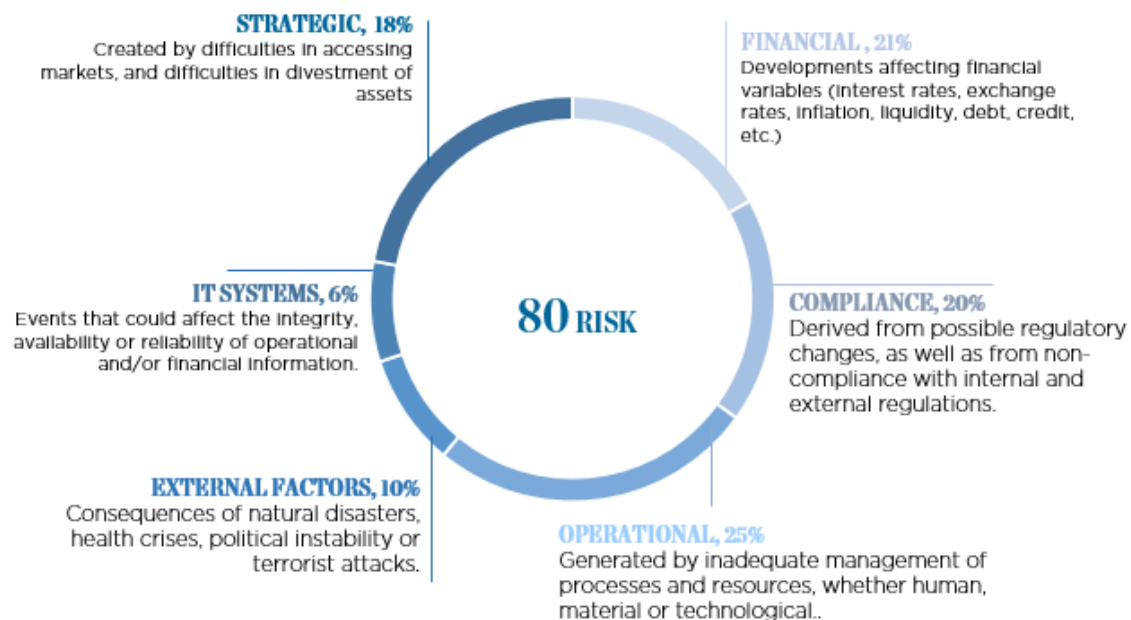 STRATEGIC, 18%
Created by difficulties in accessing
markets, and difficulties in divestment of
assets
FINANCIAL , 21%
Developments affecting financial
variables (interest rates, exchange
rates, inflation, liquidity, debt, credit,
etc.)
IT SYSTEMS, 6%
Events that could affect the integrity,
availability or reliability of operational
and/or financial information.
80 RISK
COMPLIANCE, 20%
Derived from possible regulatory
changes, as well as from non-
compliance with internal and
external regulations.
EXTERNAL FACTORS, 10%
Consequences of natural disasters,
health crises, political instability or
terrorist attacks.
OPERATIONAL, 25%
Generated by inadequate management of
processes and resources, whether human,
material or technological..